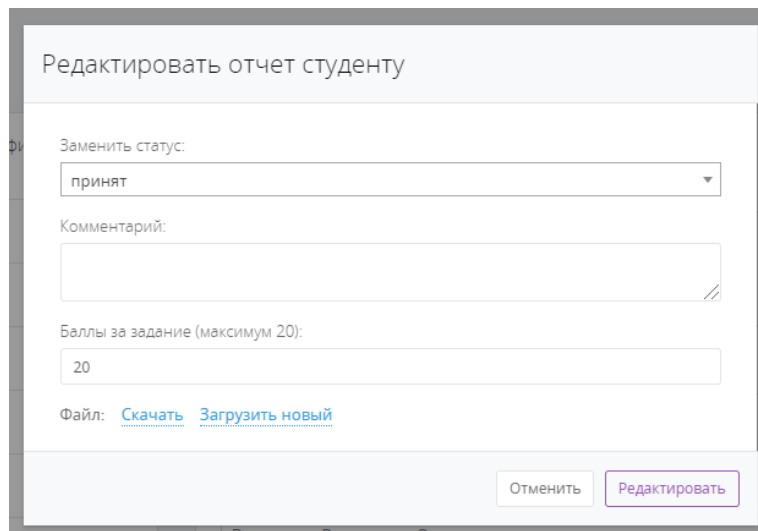 Редактировать отчет студенту
Заменить статус:
принят
Комментарий:
Баллы за задание (максимум 20):
20
Файл: Скачать Загрузить новый
Отменить Редактировать